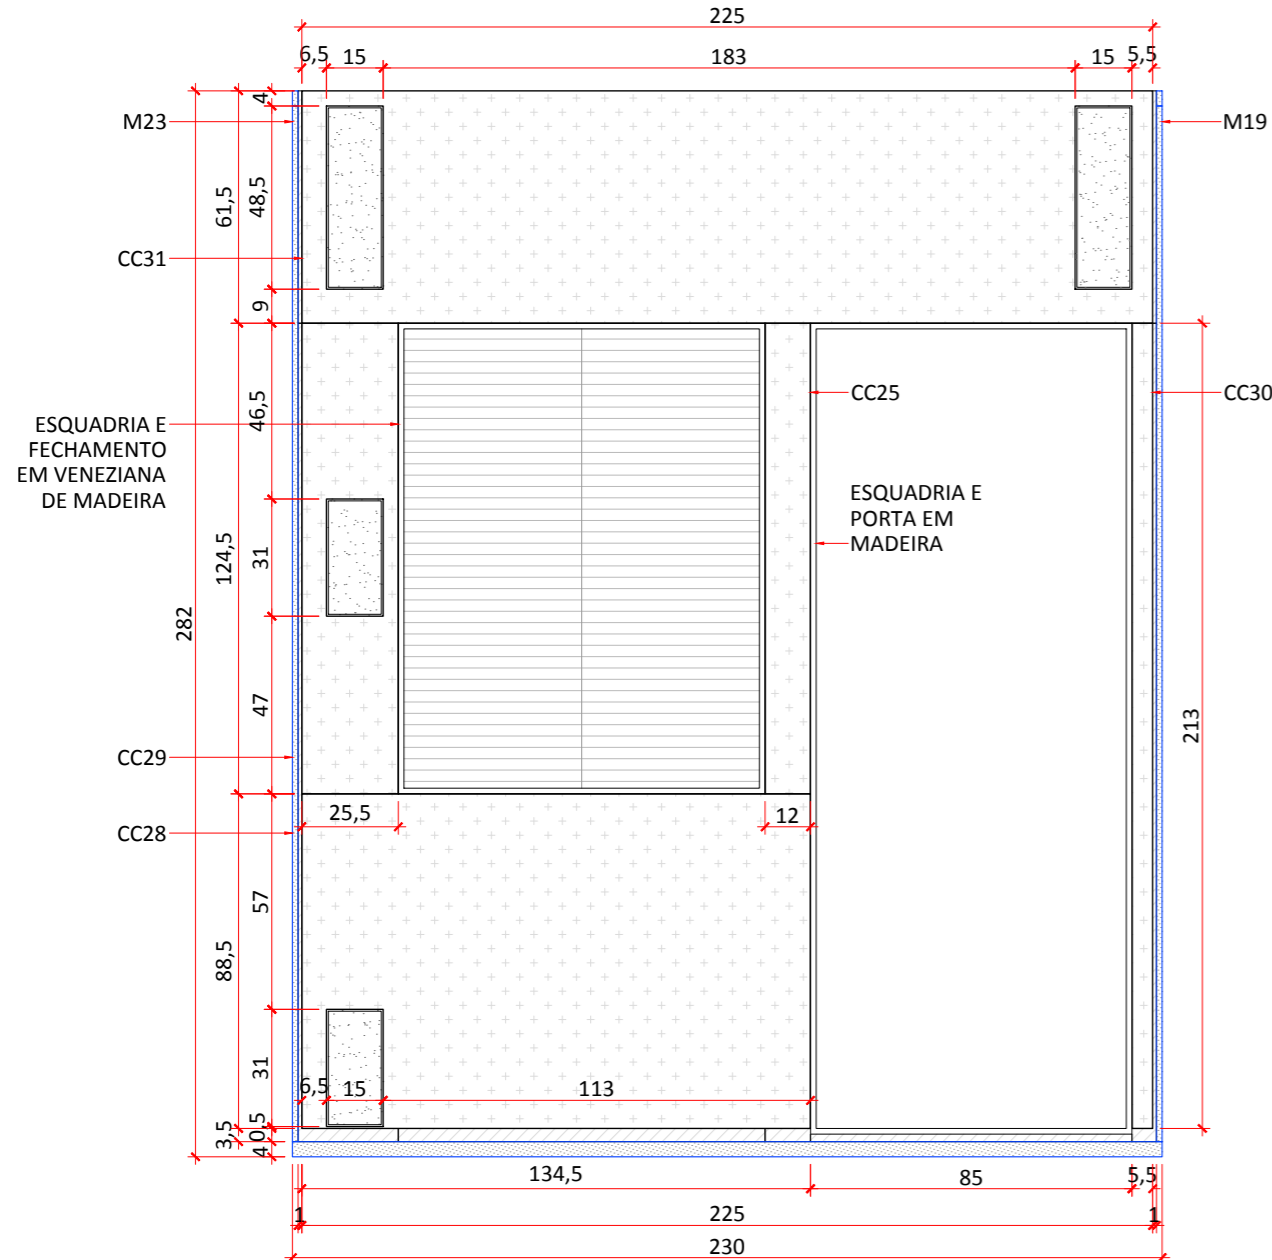 225
6,5 15 183 15 5,5
4
M23
M19
48,5
61,5
CC31
9
46,5
CC25
CC30
ESQUADRIA E
FECHAMENTO
EM VENEZIANA
DE MADEIRA
ESQUADRIA E
PORTA EM
MADEIRA
31
124,5
282
47
213
CC29
25,5
12
CC28
57
88,5
31
6,5 15 113
0,5
3,5
4
134,5 85 5,5
1 225 1
230